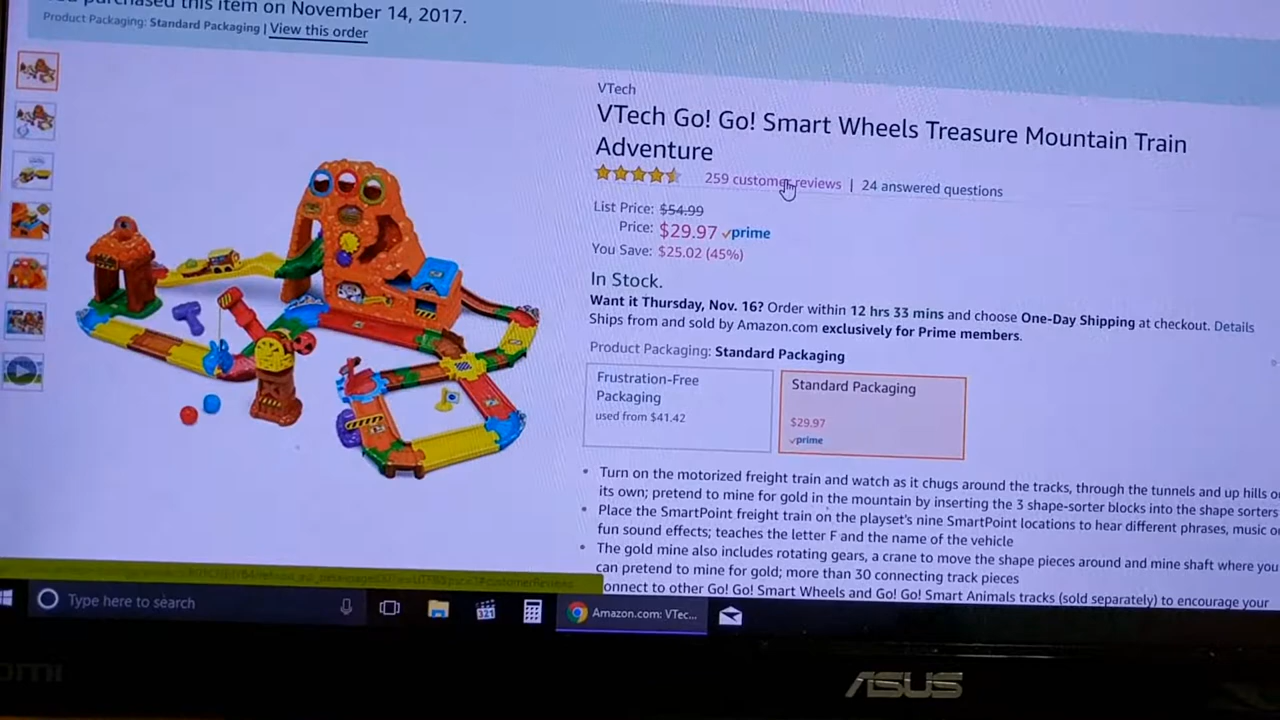 purchased this item on November 14, 2017.
Product Packaging: Standard Packaging | View this order
VTech
VTech Go! Go! Smart Wheels Treasure Mountain Train
Adventure
259 customer reviews | 24 answered questions
List Price: $54.99
Price: $29.97 prime
You Save: $25.02 (45%)
In Stock.
Want it Thursday, Nov. 16? Order within 12 hrs 33 mins and choose One-Day Shipping at checkout. Details
Ships from and sold by Amazon.com exclusively for Prime members.
Product Packaging: Standard Packaging
Frustration-Free
Packaging
used from $41.42
Standard Packaging
$29.97
prime
• Turn on the motorized freight train and watch as it chugs around the tracks, through the tunnels and up hills
its own; pretend to mine for gold in the mountain by inserting the 3 shape-sorter blocks into the shape sorters
• Place the SmartPoint freight train on the playset's nine SmartPoint locations to hear different phrases, music
fun sound effects; teaches the letter F and the name of the vehicle
• The gold mine also includes rotating gears, a crane to move the shape pieces around and mine shaft where you
can pretend to mine for gold; more than 30 connecting track pieces
onnect to other Go! Go! Smart Wheels and Go! Go! Smart Animals tracks (sold separately) to encourage your
Type here to search
321
Amazon.com: VTec...
ASUS